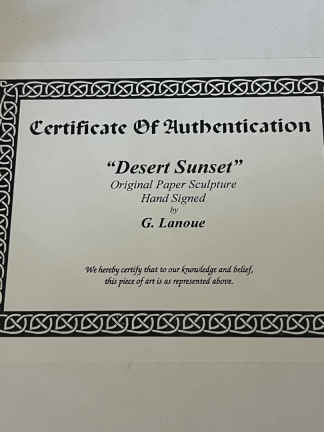 Certificate Of Authentication
"Desert Sunset"
Original Paper Sculpture
Hand Signed
by
G. Lanoue
We hereby certify that to our knowledge and belief,
this piece of art is as represented above.